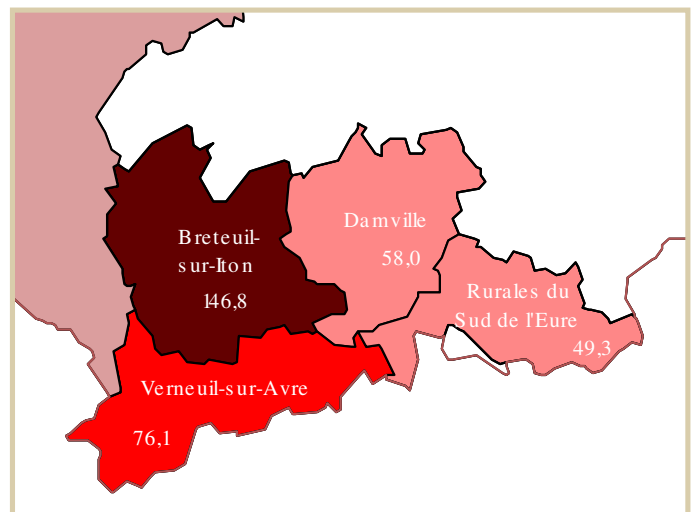 Damville
58,0
Breteuil-
sur-Iton
146,8
Rurales du
Sud de l'Eure
49,3
Verneuil-sur-Avre
76,1